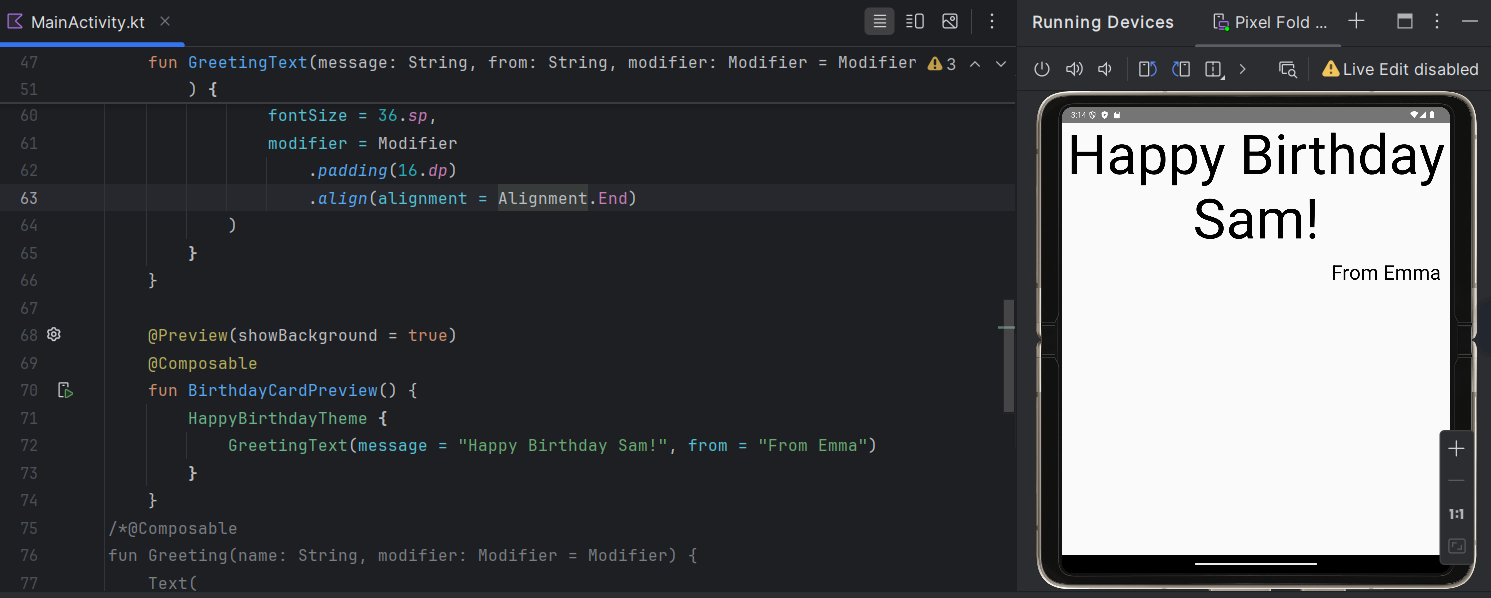 MainActivity.kt
Running Devices
Pixel Fold ...
47 fun GreetingText(message: String, from: String, modifier: Modifier = Modifier
3
Live Edit disabled
51 ) {
60 fontSize = 36.sp,
61 modifier = Modifier
62 .padding(16.dp)
63 .align(alignment = Alignment.End)
64 )
65 }
66 }
67
68 @Preview(showBackground = true)
69 @Composable
70 fun BirthdayCardPreview() {
71 HappyBirthdayTheme {
72 GreetingText(message = "Happy Birthday Sam!", from = "From Emma")
73 }
74 }
75 /*@Composable
76 fun Greeting(name: String, modifier: Modifier = Modifier) {
77 Text(
3:14
Happy Birthday
Sam!
From Emma
1:1